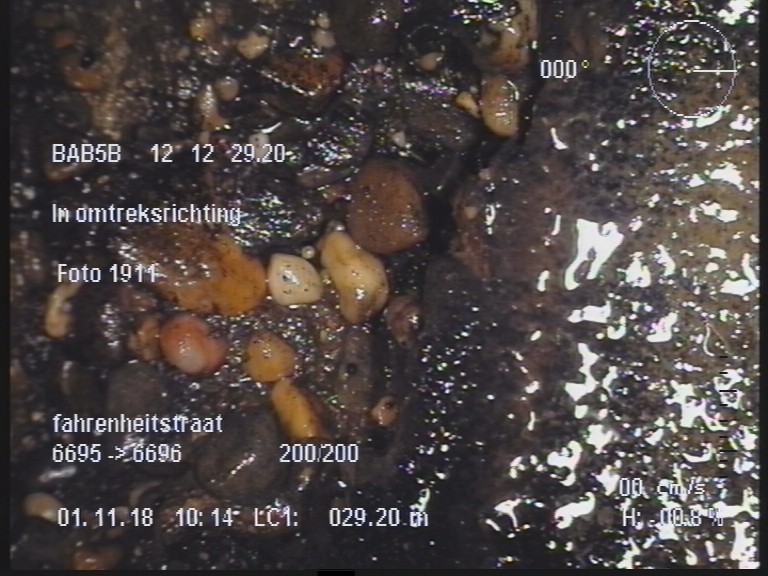 000°
BAB5B 12 12 29.20
In omtreksrichting
Foto 1911
fahrenheitstraat
6695 -> 6696 200/200
00 cm/s
01.11.18 10:14 LC1: 029.20 m H: -00.8 %